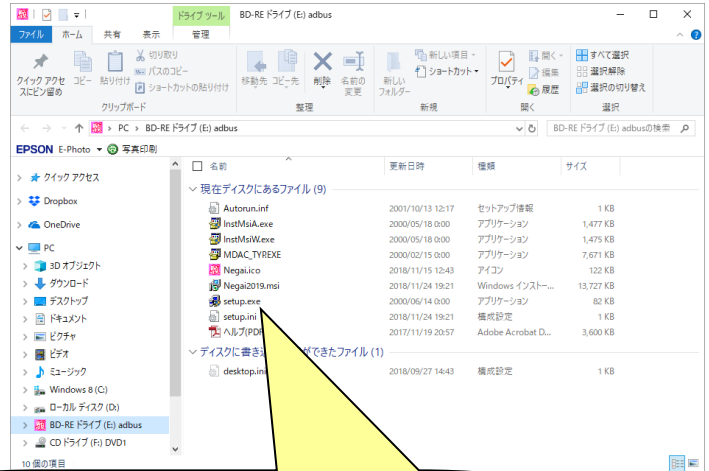 ドライブ ツール BD-RE ドライブ (E:) adbus
ファイル ホーム 共有 表示 管理
クイック アクセスにピン留め
コピー
貼り付け
切り取り
パスのコピー
ショートカットの貼り付け
クリップボード
移動先
コピー先
削除
名前の変更
整理
新しいフォルダー
新しい項目
ショートカット
新規
プロパティ
開く
編集
履歴
開く
すべて選択
選択解除
選択の切り替え
選択
PC › BD-RE ドライブ (E:) adbus
BD-RE ドライブ (E:) adbusの検索
EPSON E-Photo 写真印刷
クイック アクセス
Dropbox
OneDrive
PC
3D オブジェクト
ダウンロード
デスクトップ
ドキュメント
ピクチャ
ビデオ
ミュージック
Windows 8 (C:)
ローカル ディスク (D:)
BD-RE ドライブ (E:) adbus
CD ドライブ (F:) DVD1
名前 更新日時 種類 サイズ
現在ディスクにあるファイル (9)
Autorun.inf 2001/10/13 12:17 セットアップ情報 1 KB
InstMsiA.exe 2000/05/18 0:00 アプリケーション 1,477 KB
InstMsiW.exe 2000/05/18 0:00 アプリケーション 1,475 KB
MDAC_TYP.EXE 2000/02/15 0:00 アプリケーション 7,671 KB
Negai.ico 2018/11/15 12:43 アイコン 122 KB
Negai2019.msi 2018/11/24 19:21 Windows インストー... 13,727 KB
setup.exe 2000/06/14 0:00 アプリケーション 82 KB
setup.ini 2018/11/24 19:21 構成設定 1 KB
ヘルプ(PDF 2017/11/19 20:57 Adobe Acrobat D... 3,600 KB
ディスクに書き込 ができたファイル (1)
desktop.ini 2018/09/27 14:43 構成設定 1 KB
10 個の項目